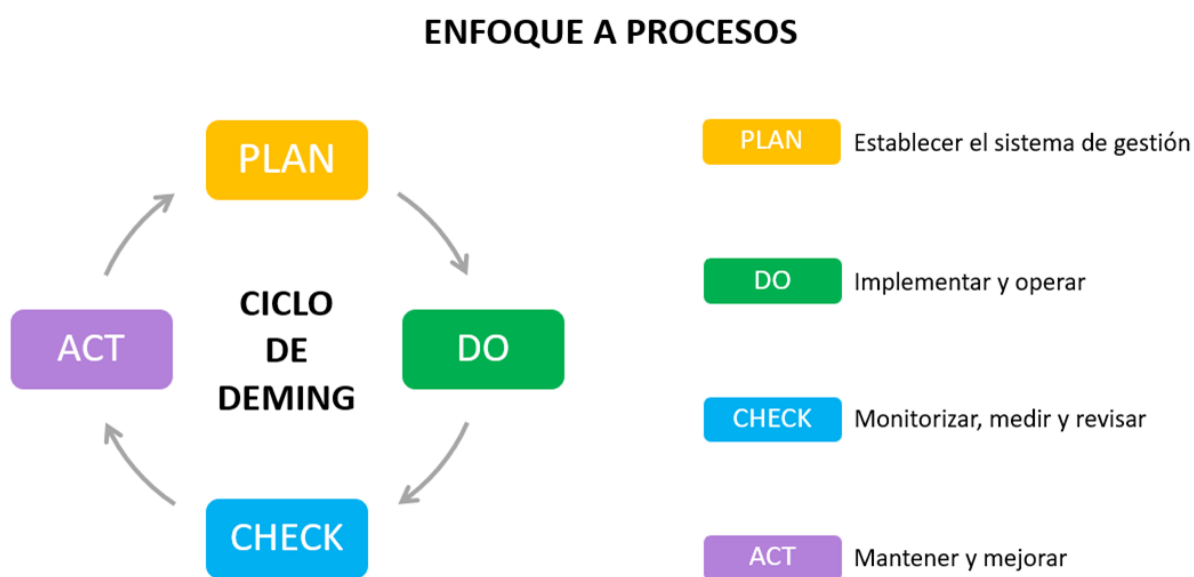 ENFOQUE A PROCESOS
PLAN
ACT
CICLO
DE
DEMING
DO
CHECK
PLAN Establecer el sistema de gestión
DO Implementar y operar
CHECK Monitorizar, medir y revisar
ACT Mantener y mejorar